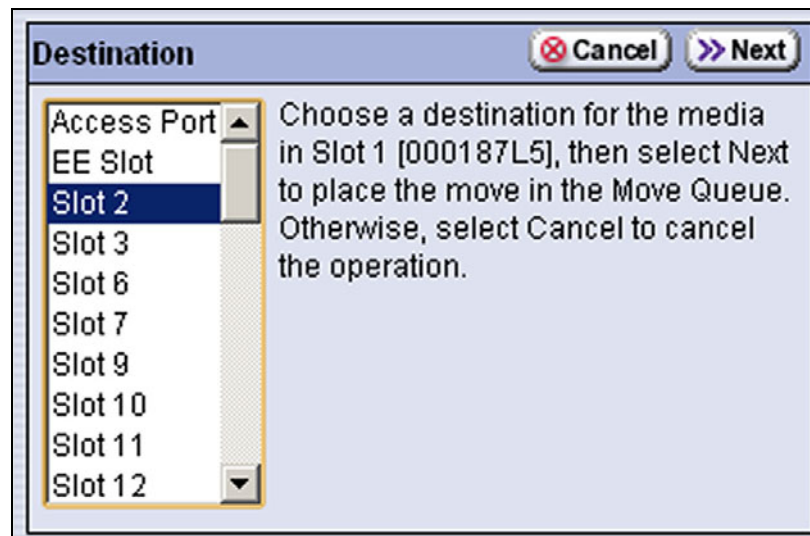 Destination
Cancel
Next
Access Port
EE Slot
Slot 2
Slot 3
Slot 6
Slot 7
Slot 9
Slot 10
Slot 11
Slot 12
Choose a destination for the media
in Slot 1 [000187L5], then select Next
to place the move in the Move Queue.
Otherwise, select Cancel to cancel
the operation.